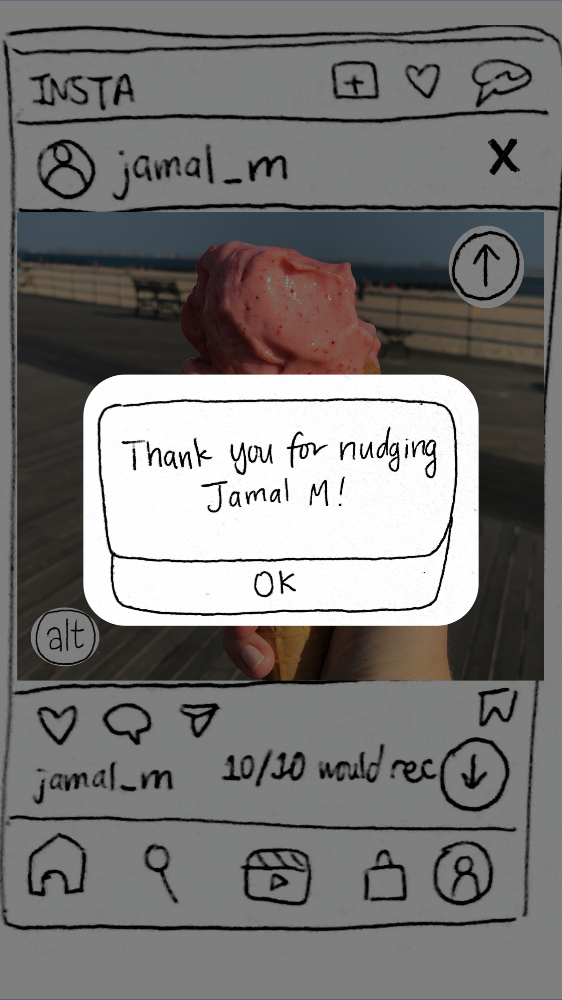 INSTA
jamal_m
X
Thank you for nudging
Jamal M!
OK
alt
jamal_m 10/10 would rec